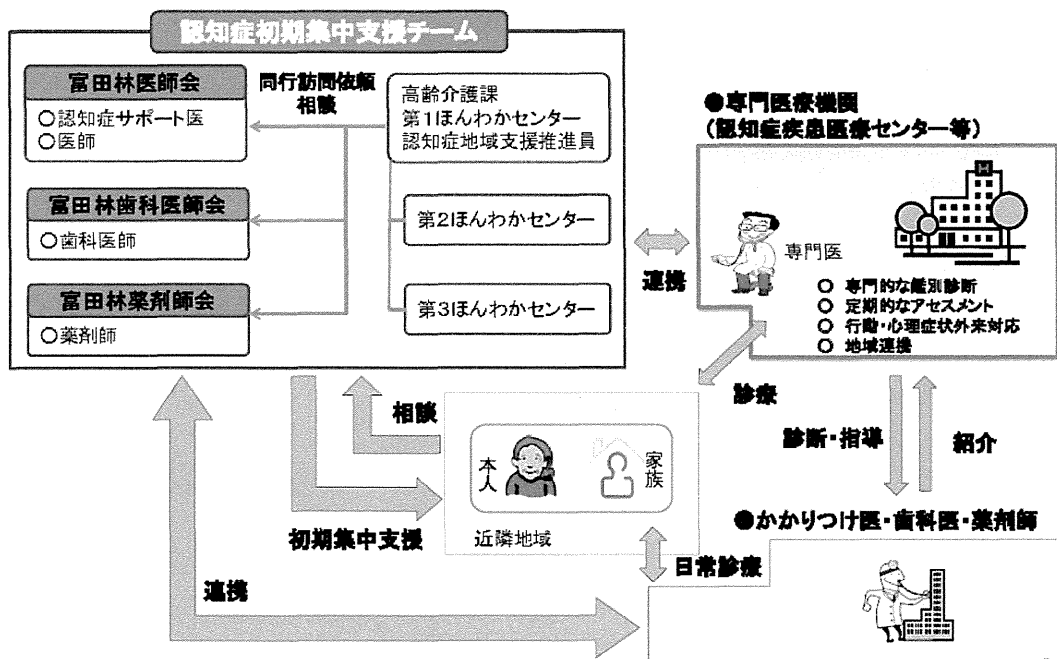 認知症初期集中支援チーム
富田林医師会
○認知症サポート医
○医師
同行訪問依頼
相談
高齢介護課
第1ほんわかセンター
認知症地域支援推進員
富田林歯科医師会
○歯科医師
第2ほんわかセンター
富田林薬剤師会
○薬剤師
第3ほんわかセンター
連携
●専門医療機関
(認知症疾患医療センター等)
H
専門医
○ 専門的な鑑別診断
○ 定期的なアセスメント
○ 行動・心理症状外来対応
○ 地域連携
相談
診療
診断・指導
紹介
本人
家族
近隣地域
初期集中支援
日常診療
連携
●かかりつけ医・歯科医・薬剤師